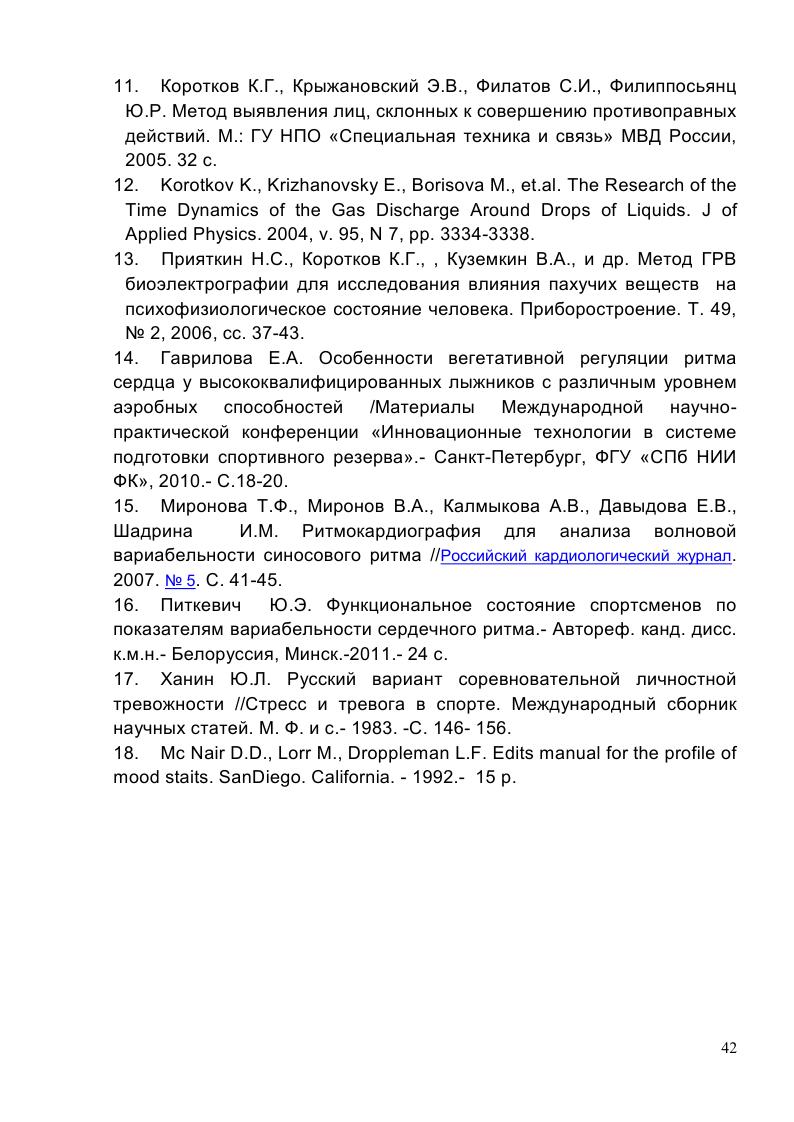 11. Коротков К.Г., Крыжановский Э.В., Филатов С.И., Филиппосьянц
Ю.Р. Метод выявления лиц, склонных к совершению противоправных
действий. М.: ГУ НПО «Специальная техника и связь» МВД России,
2005. 32 с.
12. Korotkov K., Krizhanovsky E., Borisova M., et.al. The Research of the
Time Dynamics of the Gas Discharge Around Drops of Liquids. J of
Applied Physics. 2004, v. 95, N 7, pp. 3334-3338.
13. Прияткин Н.С., Коротков К.Г., , Куземкин В.А., и др. Метод ГРВ
биоэлектрографии для исследования влияния пахучих веществ на
психофизиологическое состояние человека. Приборостроение. Т. 49,
№ 2, 2006, сс. 37-43.
14. Гаврилова Е.А. Особенности вегетативной регуляции ритма
сердца у высококвалифицированных лыжников с различным уровнем
аэробных способностей /Материалы Международной научно-
практической конференции «Инновационные технологии в системе
подготовки спортивного резерва».- Санкт-Петербург, ФГУ «СПб НИИ
ФК», 2010.- С.18-20.
15. Миронова Т.Ф., Миронов В.А., Калмыкова А.В., Давыдова Е.В.,
Шадрина И.М. Ритмокардиография для анализа волновой
вариабельности синосового ритма //Российский кардиологический журнал.
2007. № 5. С. 41-45.
16. Питкевич Ю.Э. Функциональное состояние спортсменов по
показателям вариабельности сердечного ритма.- Автореф. канд. дисс.
к.м.н.- Белоруссия, Минск.-2011.- 24 с.
17. Ханин Ю.Л. Русский вариант соревновательной личностной
тревожности //Стресс и тревога в спорте. Международный сборник
научных статей. М. Ф. и с.- 1983. -С. 146- 156.
18. Mc Nair D.D., Lorr M., Droppleman L.F. Edits manual for the profile of
mood staits. SanDiego. California. - 1992.- 15 p.
42